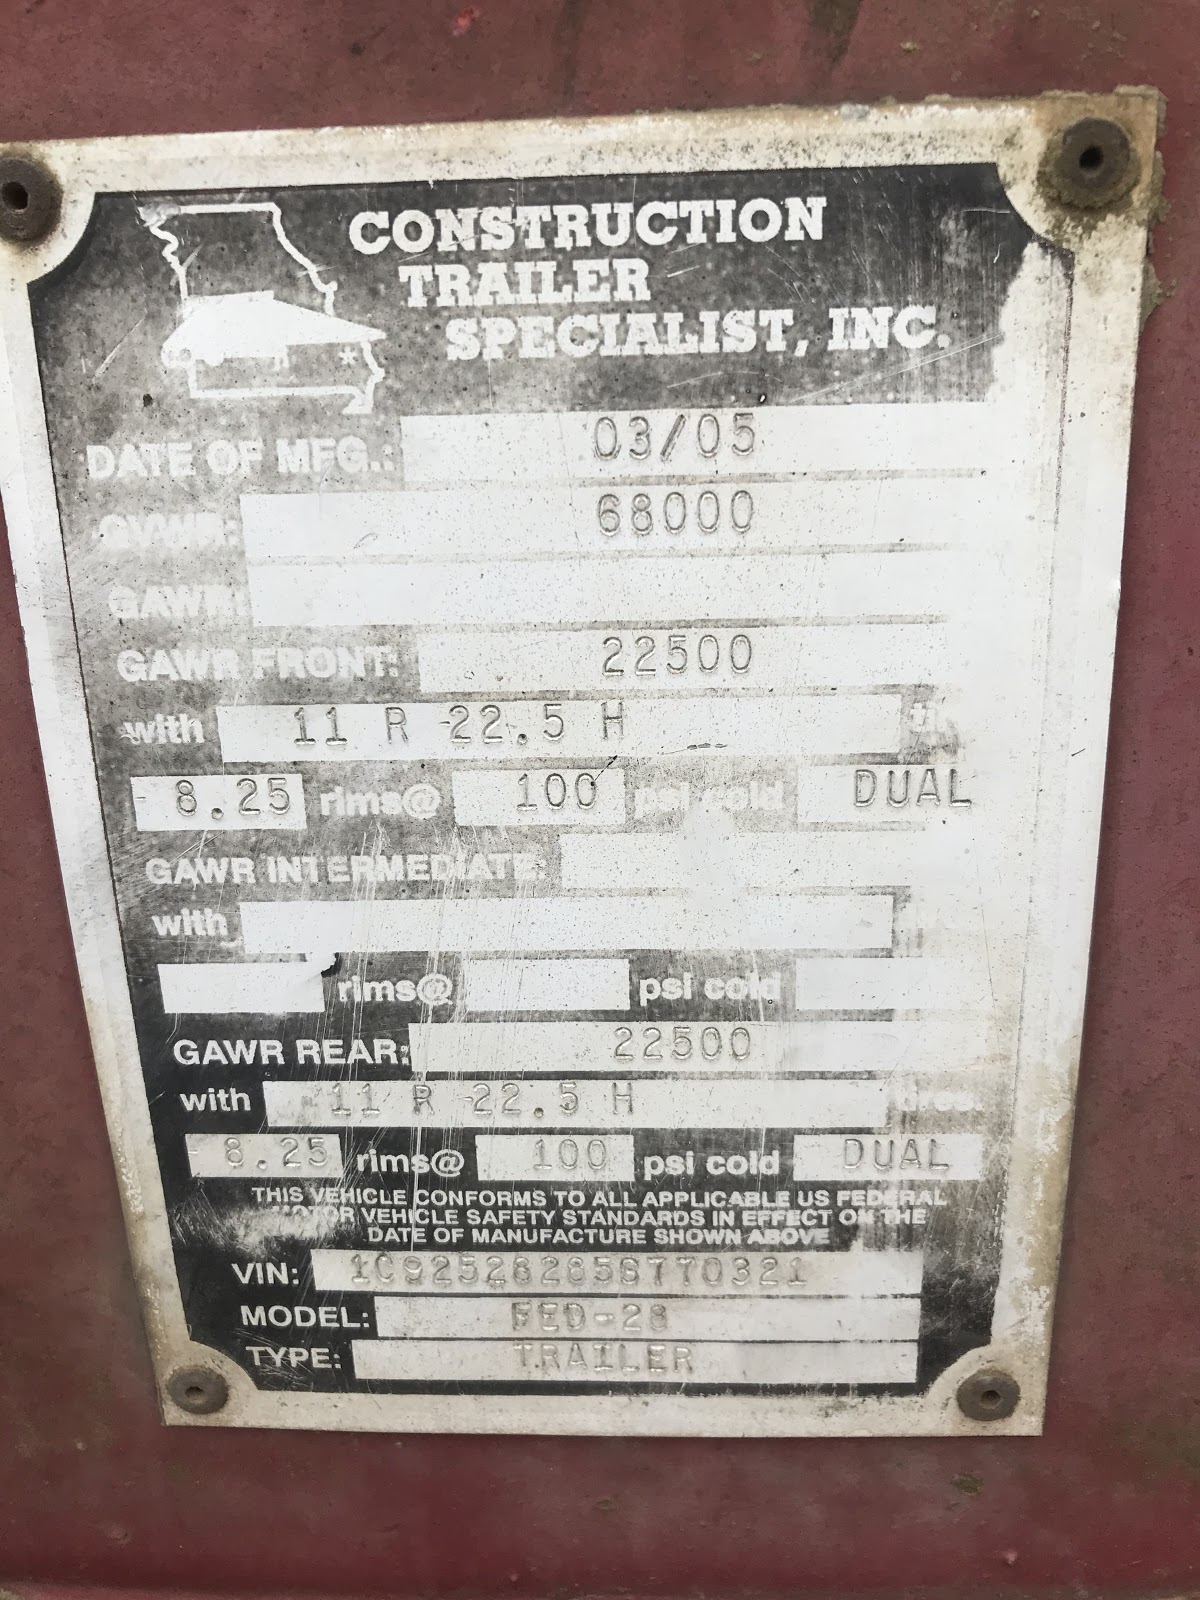 CONSTRUCTION
TRAILER
SPECIALIST, INC.
DATE OF MFG.: 03/05
GVWR: 68000
GAWR:
GAWR FRONT: 22500
with 11 R 22.5 H
8.25 rims@ 100 psi cold DUAL
GAWR INTERMEDIATE:
with
rims@ psi cold
GAWR REAR: 22500
with 11 R 22.5 H tires
8.25 rims@ 100 psi cold DUAL
THIS VEHICLE CONFORMS TO ALL APPLICABLE US FEDERAL
MOTOR VEHICLE SAFETY STANDARDS IN EFFECT ON THE
DATE OF MANUFACTURE SHOWN ABOVE
VIN:
MODEL: FED-28
TYPE: TRAILER